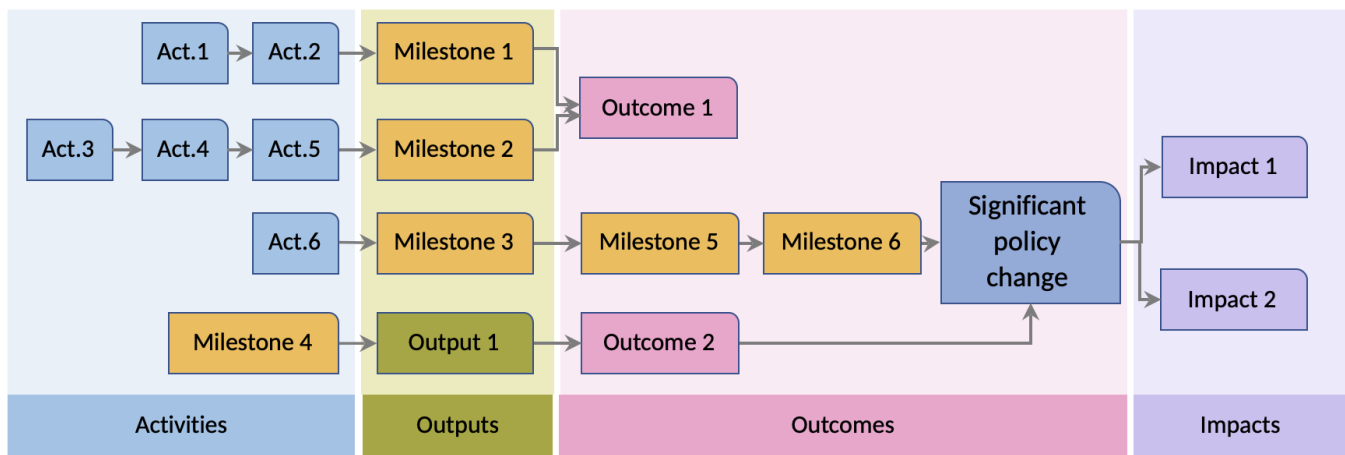 Act.1
Act.2
Milestone 1
Outcome 1
Act.3
Act.4
Act.5
Milestone 2
Impact 1
Act.6
Milestone 3
Milestone 5
Milestone 6
Significant
policy
change
Impact 2
Milestone 4
Output 1
Outcome 2
Activities
Outputs
Outcomes
Impacts